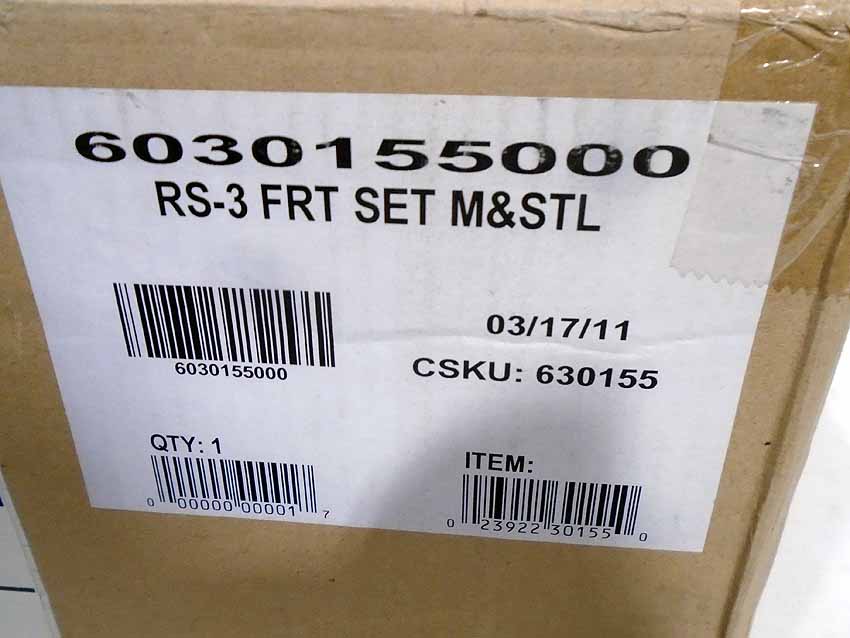 6030155000
RS-3 FRT SET M&STL
6030155000
03/17/11
CSKU: 630155
QTY: 1
0 00000 00001 7
ITEM:
0 23922 30155 0